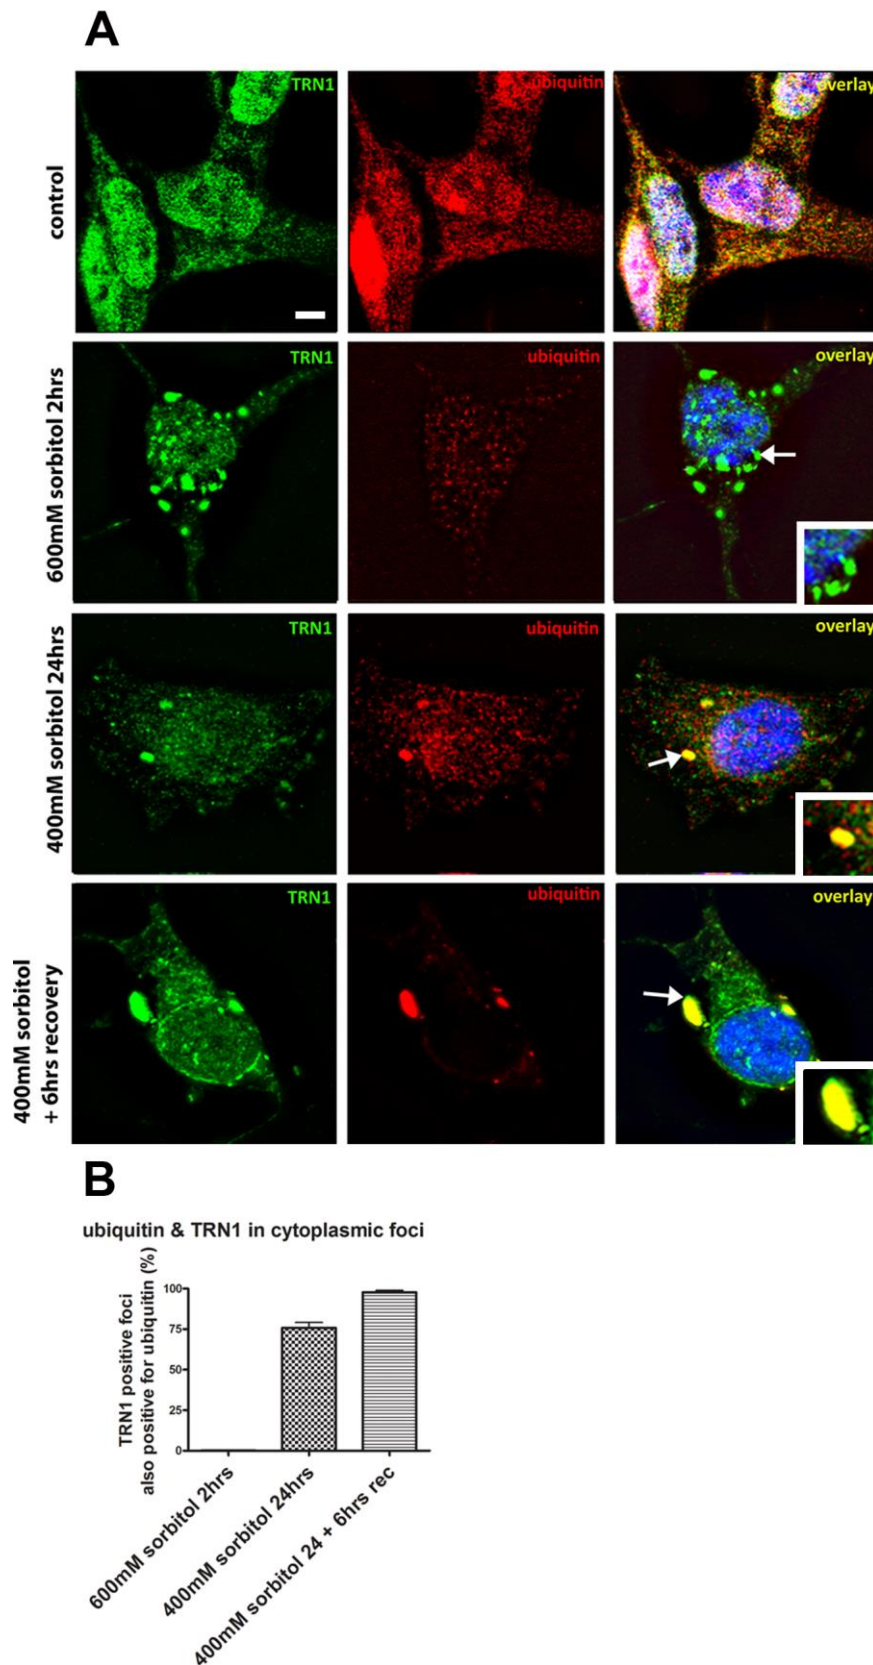 A
TRN1
ubiquitin
overlay
control
TRN1
ubiquitin
overlay
600mM sorbitol 2hrs
TRN1
ubiquitin
overlay
400mM sorbitol 24hrs
TRN1
ubiquitin
overlay
400mM sorbitol
+ 6hrs recovery
B
ubiquitin & TRN1 in cytoplasmic foci
TRN1 positive foci
also positive for ubiquitin (%)
100
75
50
25
0
600mM sorbitol 2hrs
400mM sorbitol 24hrs
400mM sorbitol 24 + 6hrs rec